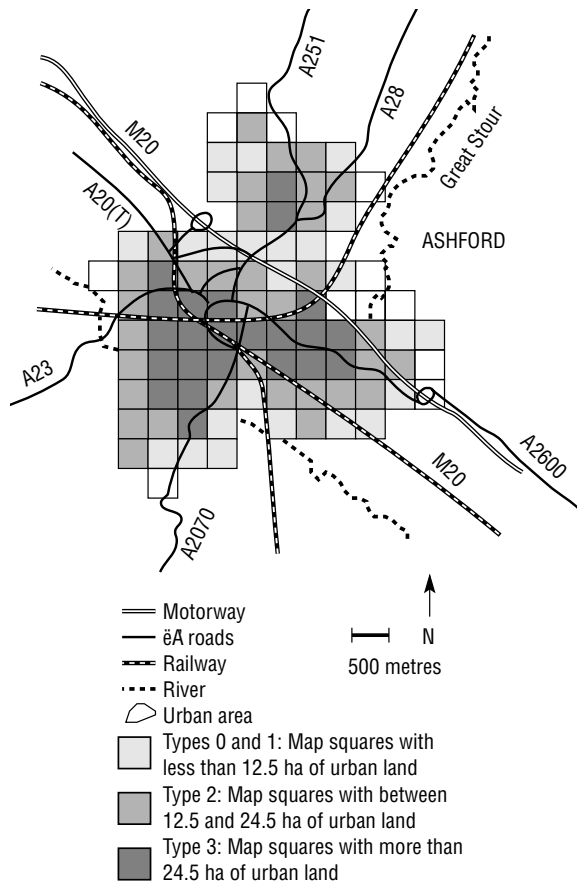 A251
A28
M20
Great Stour
A20(T)
ASHFORD
A23
A2600
M20
A2070
Motorway
ëÁ roads
Railway
River
Urban area
N
500 metres
Types 0 and 1: Map squares with
less than 12.5 ha of urban land
Type 2: Map squares with between
12.5 and 24.5 ha of urban land
Type 3: Map squares with more than
24.5 ha of urban land